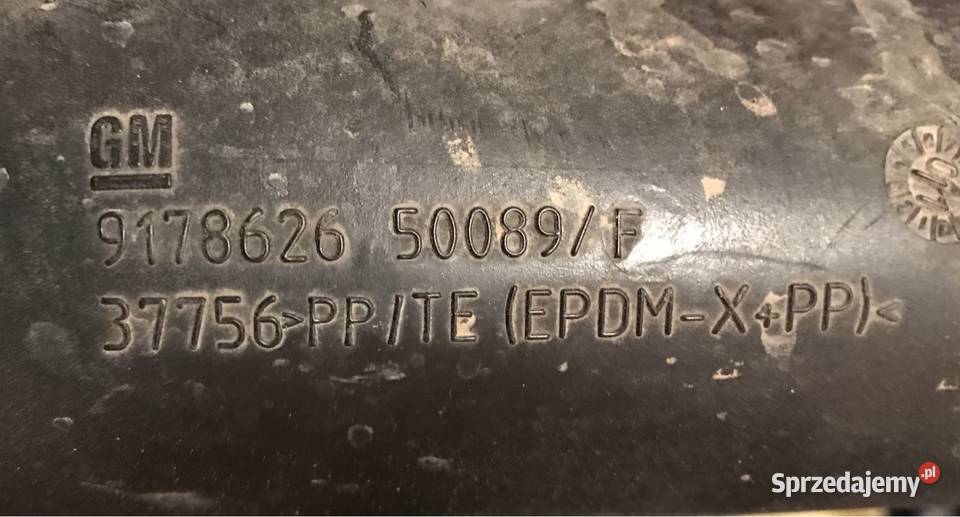 GM
9178626 50089/F
37756>PP/TE (EPDM-X+PP)<
Sprzedajemy.pl